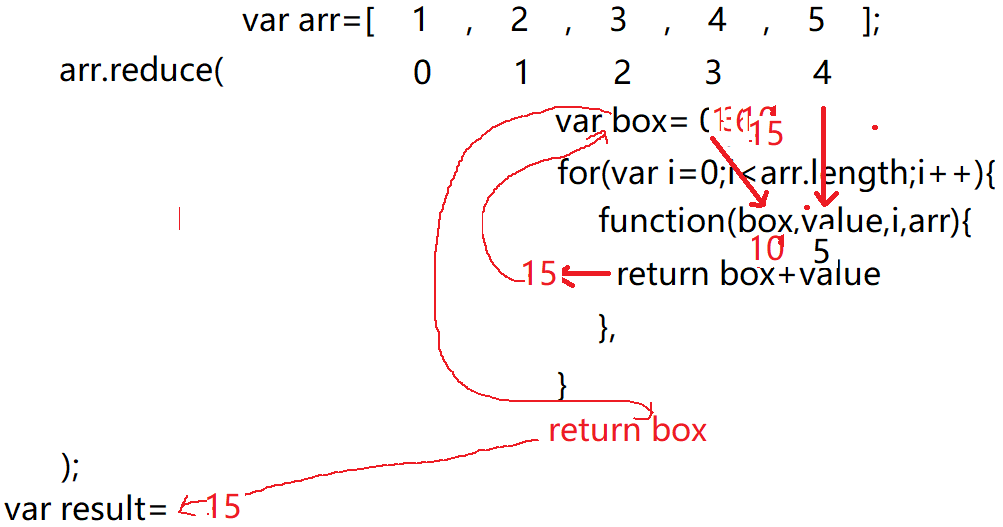 var arr=[ 1 , 2 , 3 , 4 , 5 ];
arr.reduce( 0 1 2 3 4
var box= 0 15
for(var i=0;i<arr.length;i++){
function(box,value,i,arr){
10 5
15 return box+value
},
}
return box
);
var result= 15